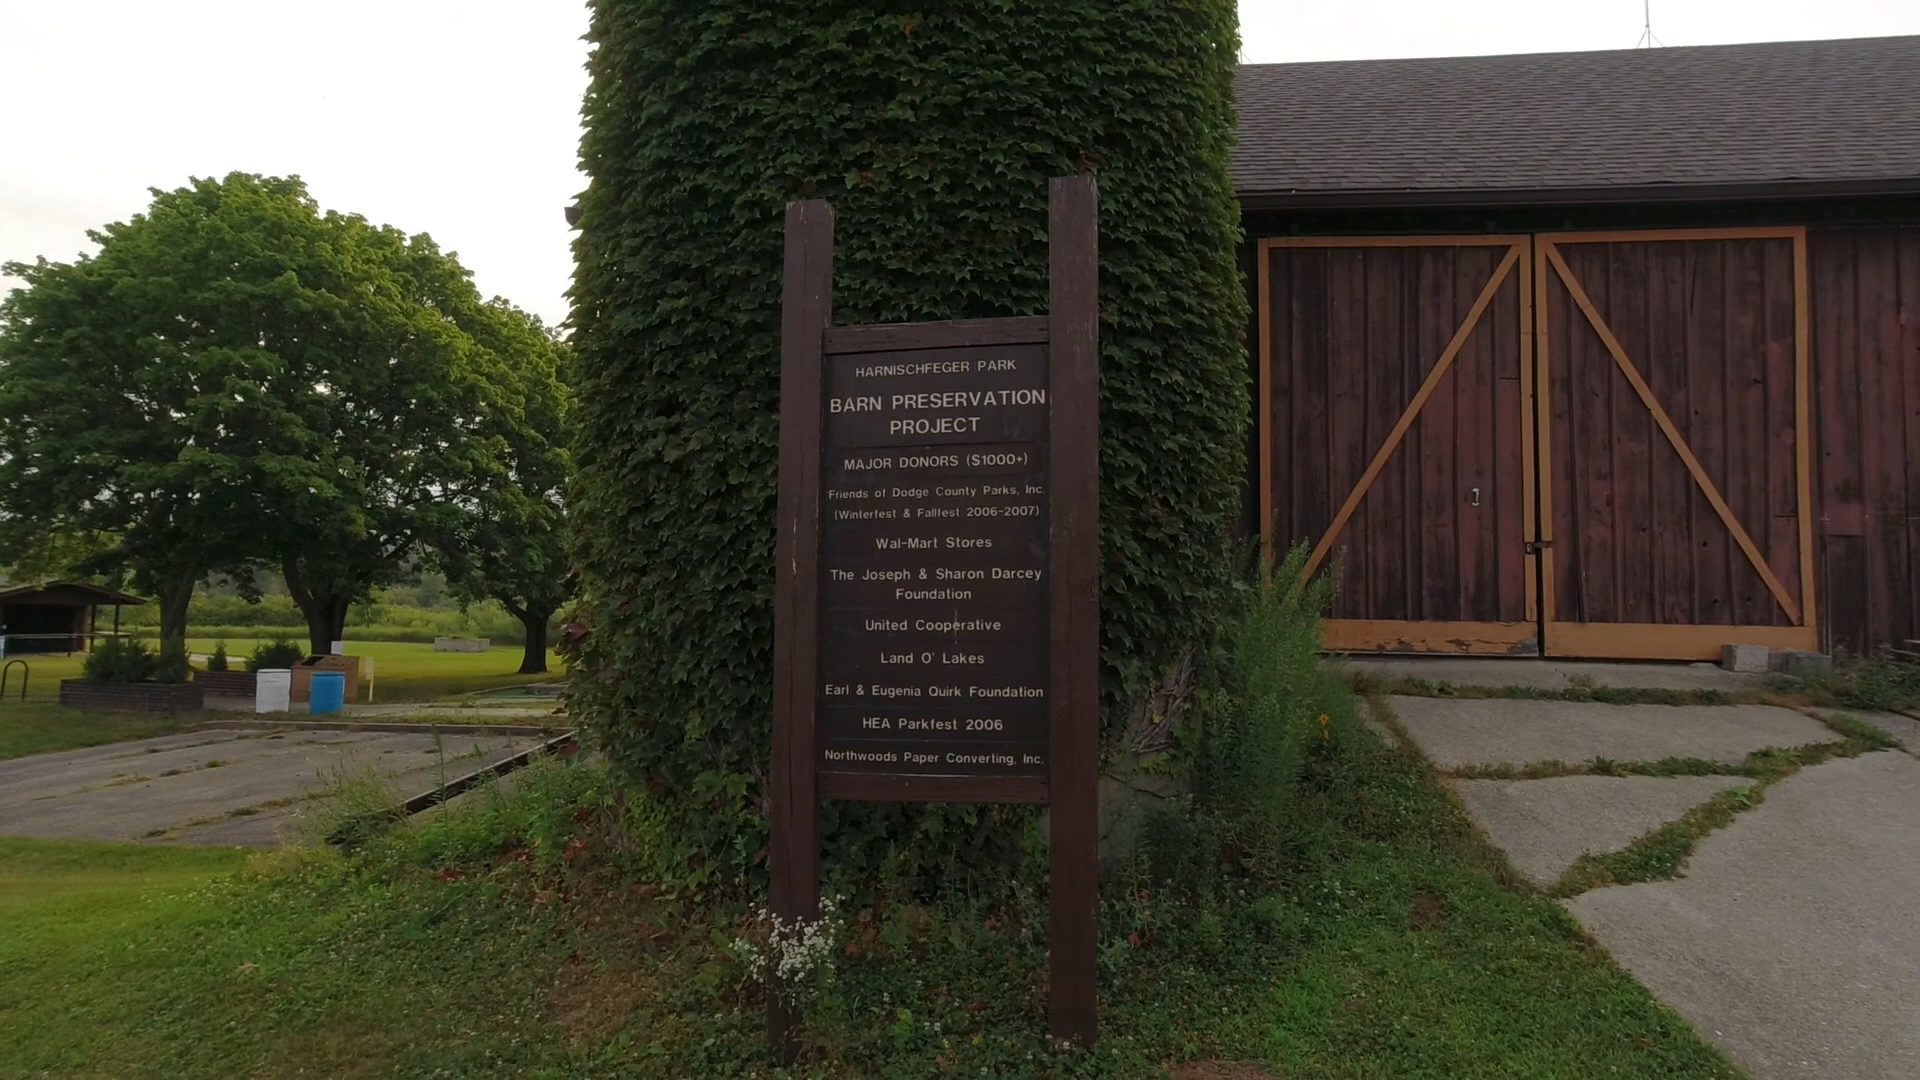 HARNISCHFEGER PARK
BARN PRESERVATION
PROJECT
MAJOR DONORS ($1000+)
Friends of Dodge County Parks, Inc.
(Winterfest & Fallfest 2006-2007)
Wal-Mart Stores
The Joseph & Sharon Darcey
Foundation
United Cooperative
Land O' Lakes
Earl & Eugenia Quirk Foundation
HEA Parkfest 2006
Northwoods Paper Converting, Inc.